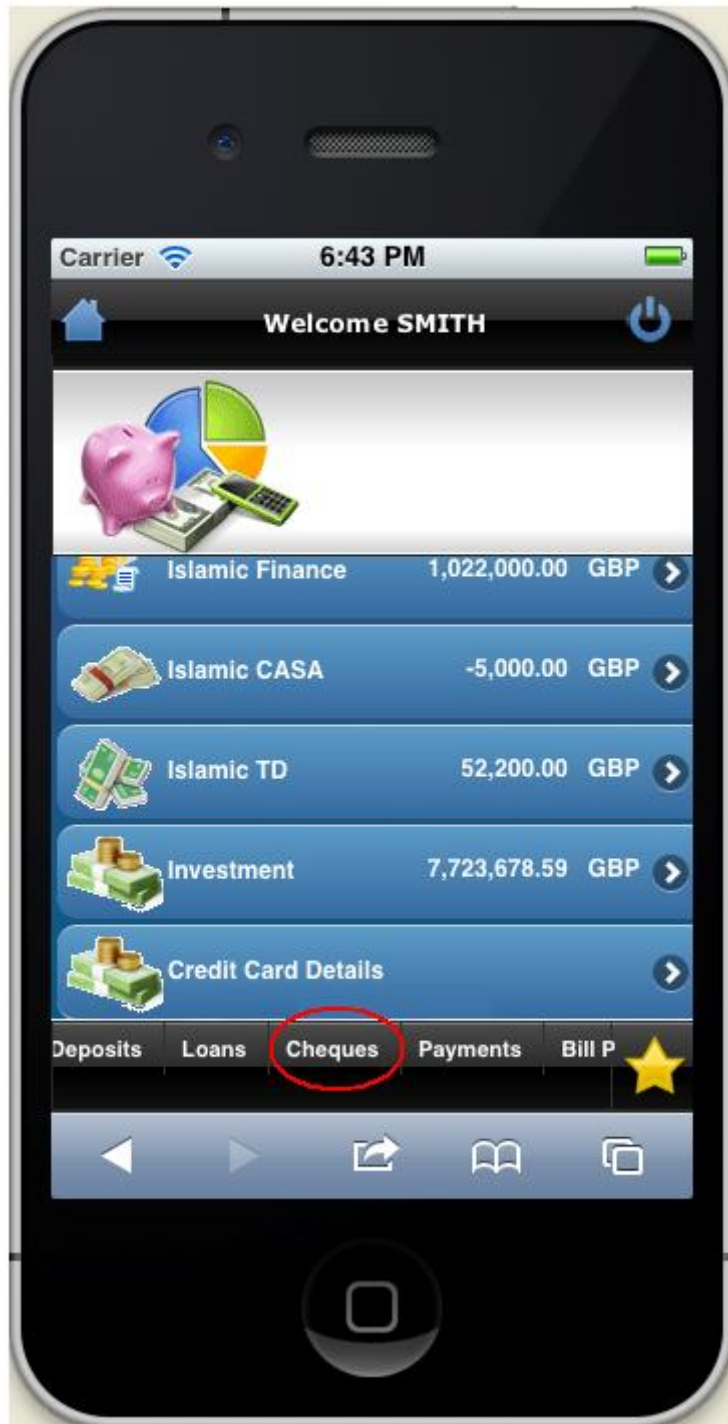 Carrier 6:43 PM
Welcome SMITH
Islamic Finance 1,022,000.00 GBP
Islamic CASA -5,000.00 GBP
Islamic TD 52,200.00 GBP
Investment 7,723,678.59 GBP
Credit Card Details
Deposits Loans Cheques Payments Bill P